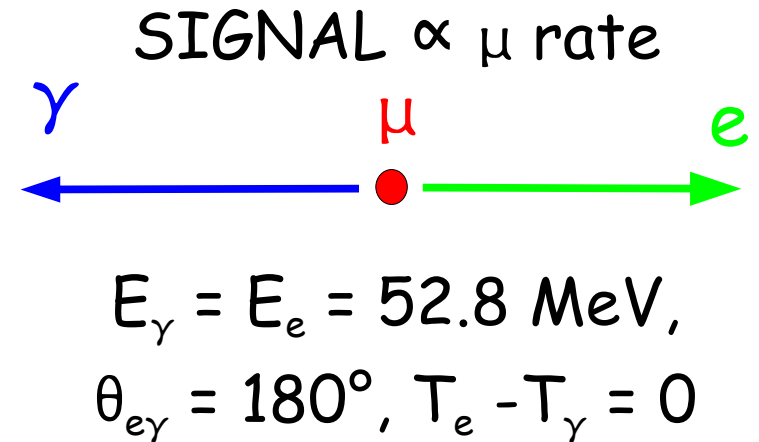 SIGNAL ∝ μ rate
γ μ e
E_γ = E_e = 52.8 MeV,
θ_eγ = 180°, T_e - T_γ = 0